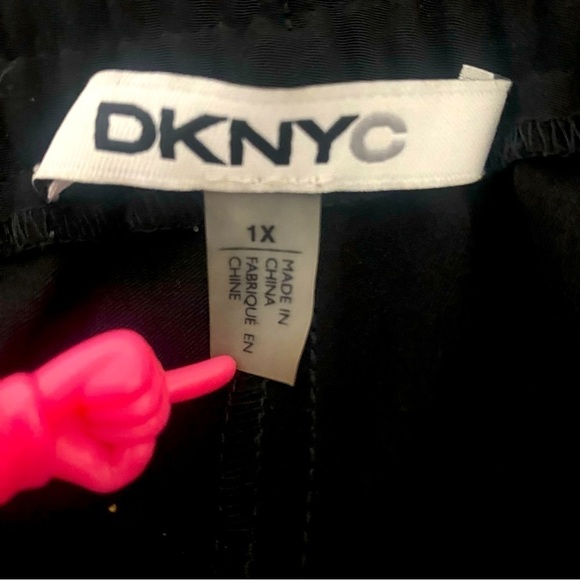 DKNYC
1X
MADE IN
CHINA
FABRIQUÉ EN
CHINE